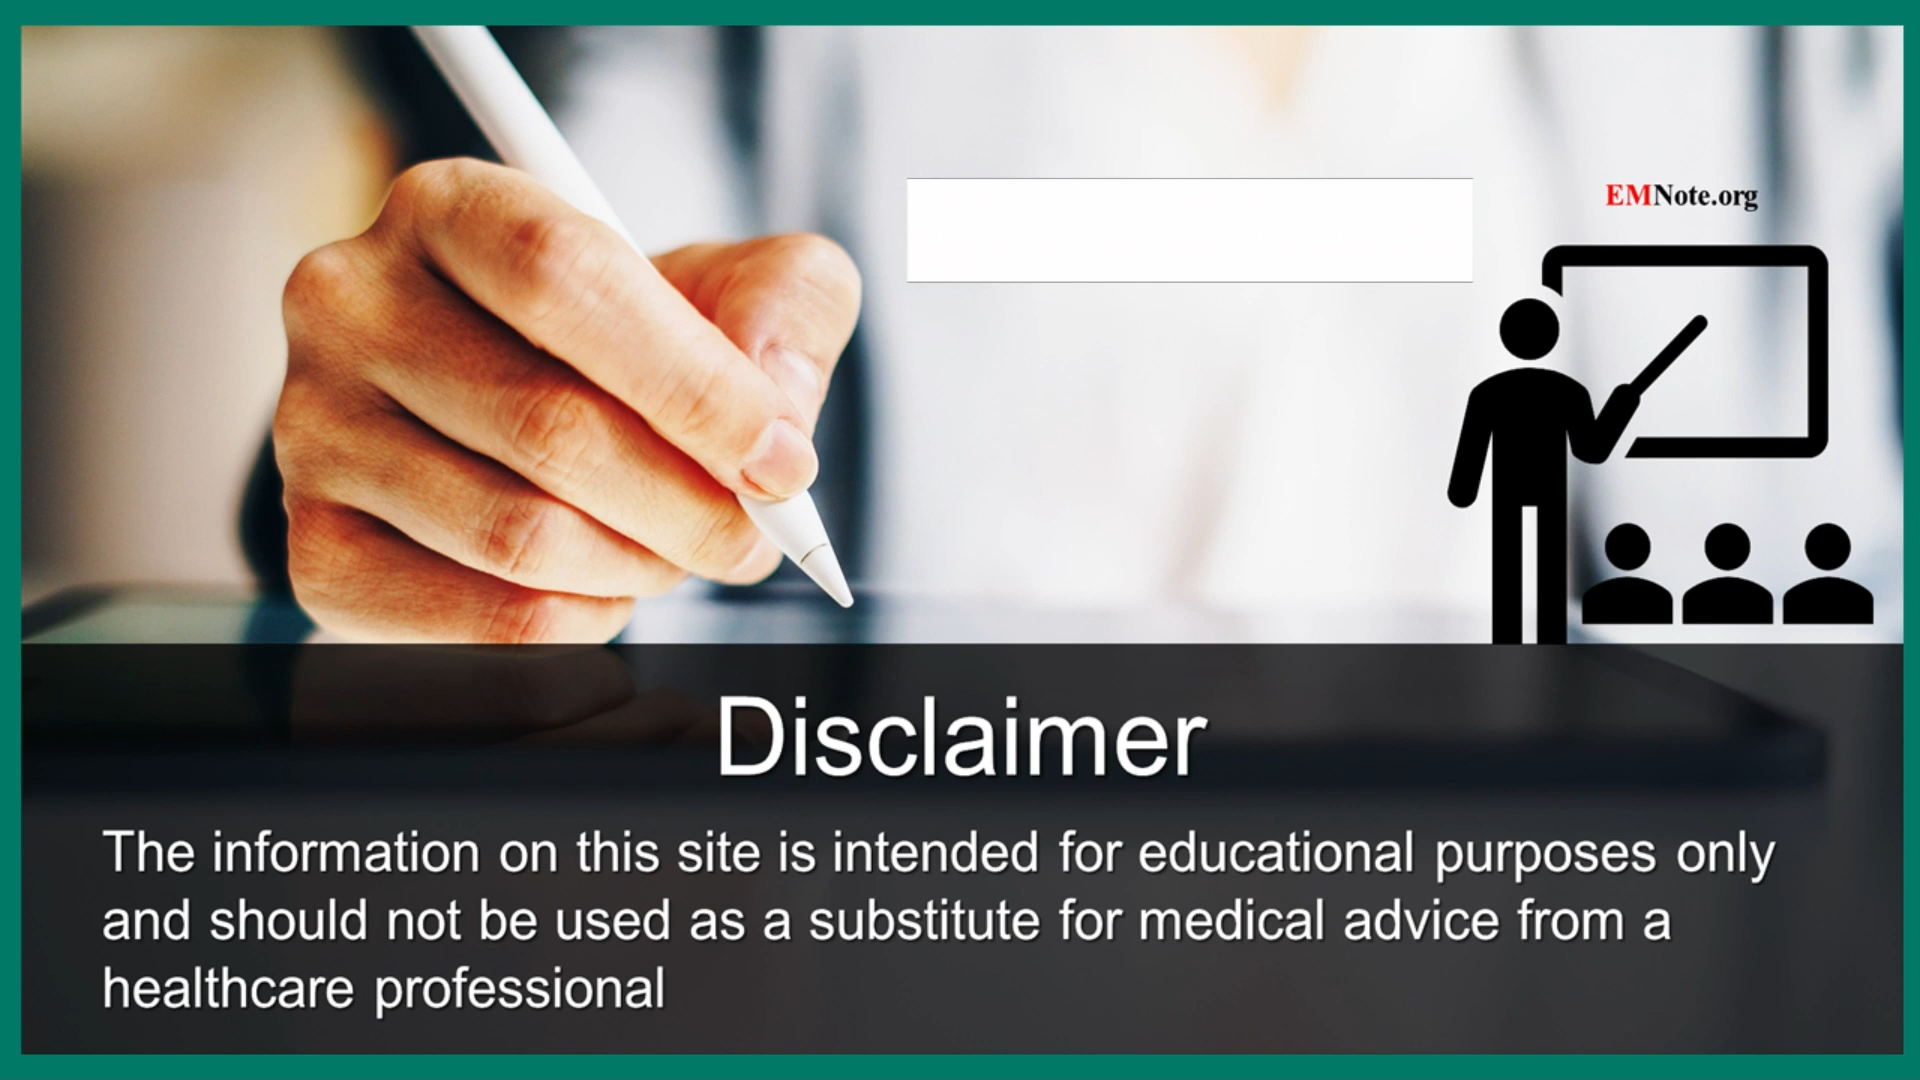 EMNote.org
Disclaimer
The information on this site is intended for educational purposes only
and should not be used as a substitute for medical advice from a
healthcare professional